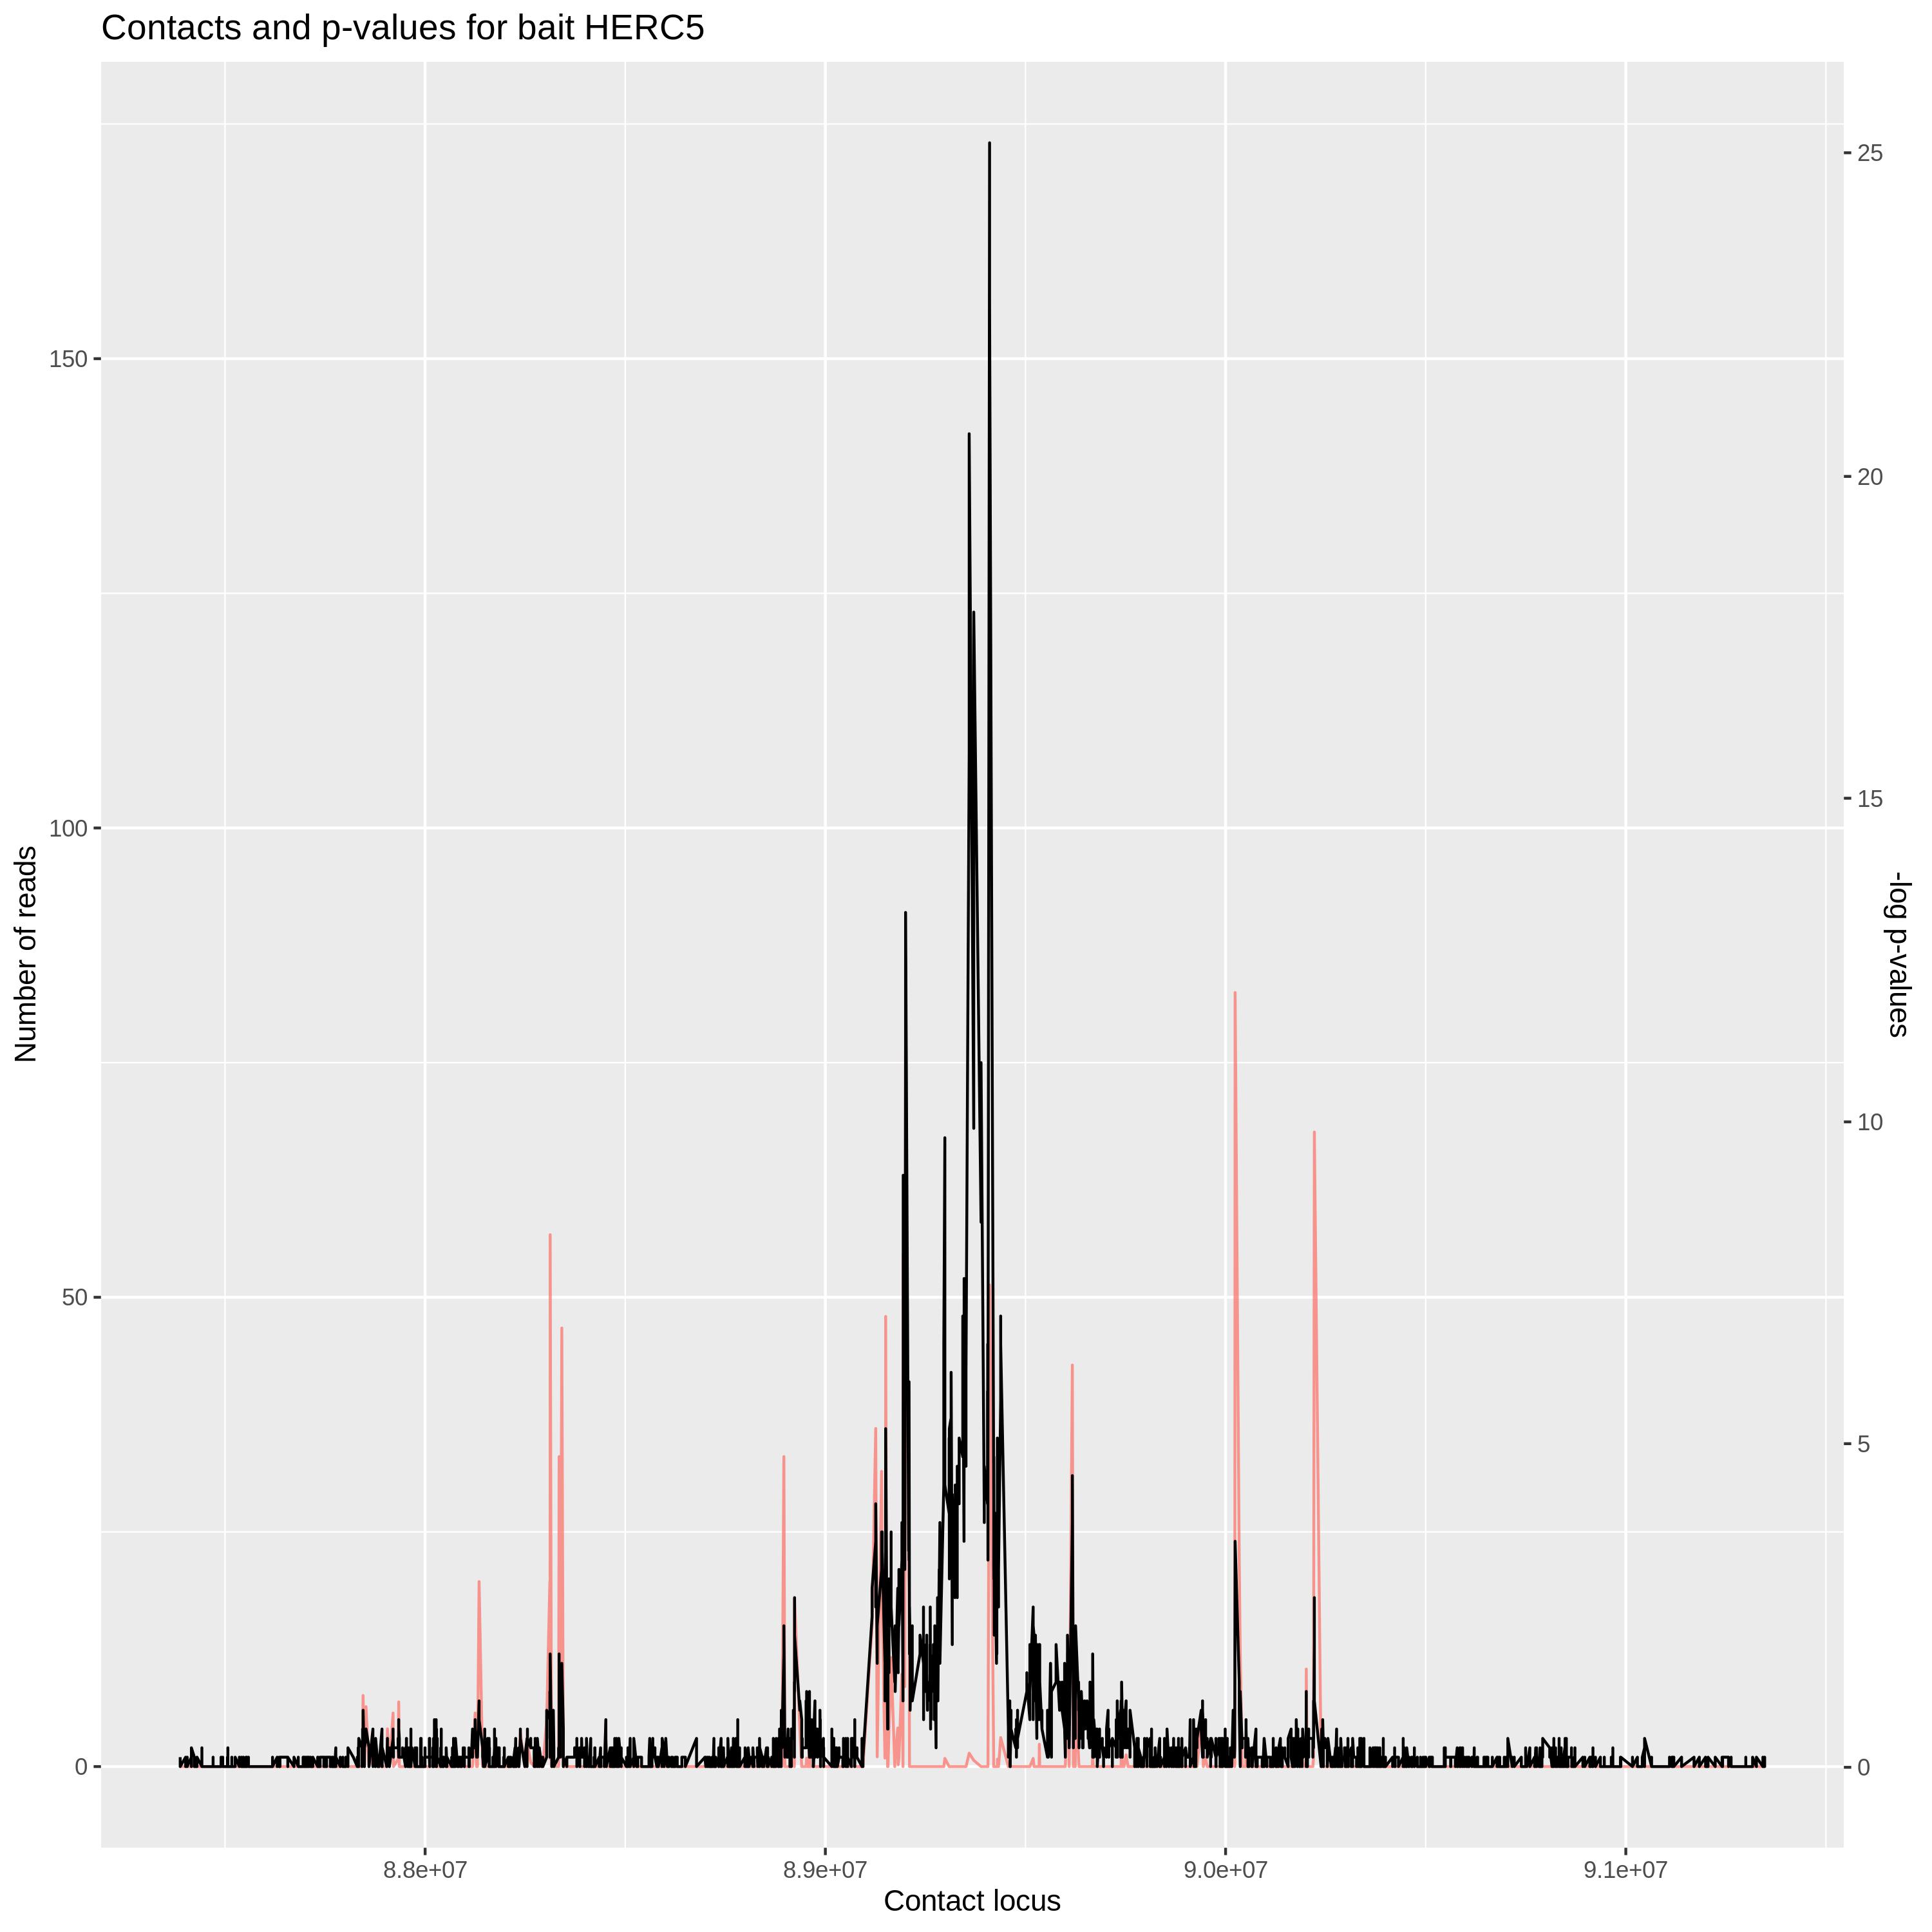 Contacts and p-values for bait HERC5
Number of reads
150
100
50
0
25
20
15
10
5
0
-log p-values
8.8e+07
8.9e+07
9.0e+07
9.1e+07
Contact locus